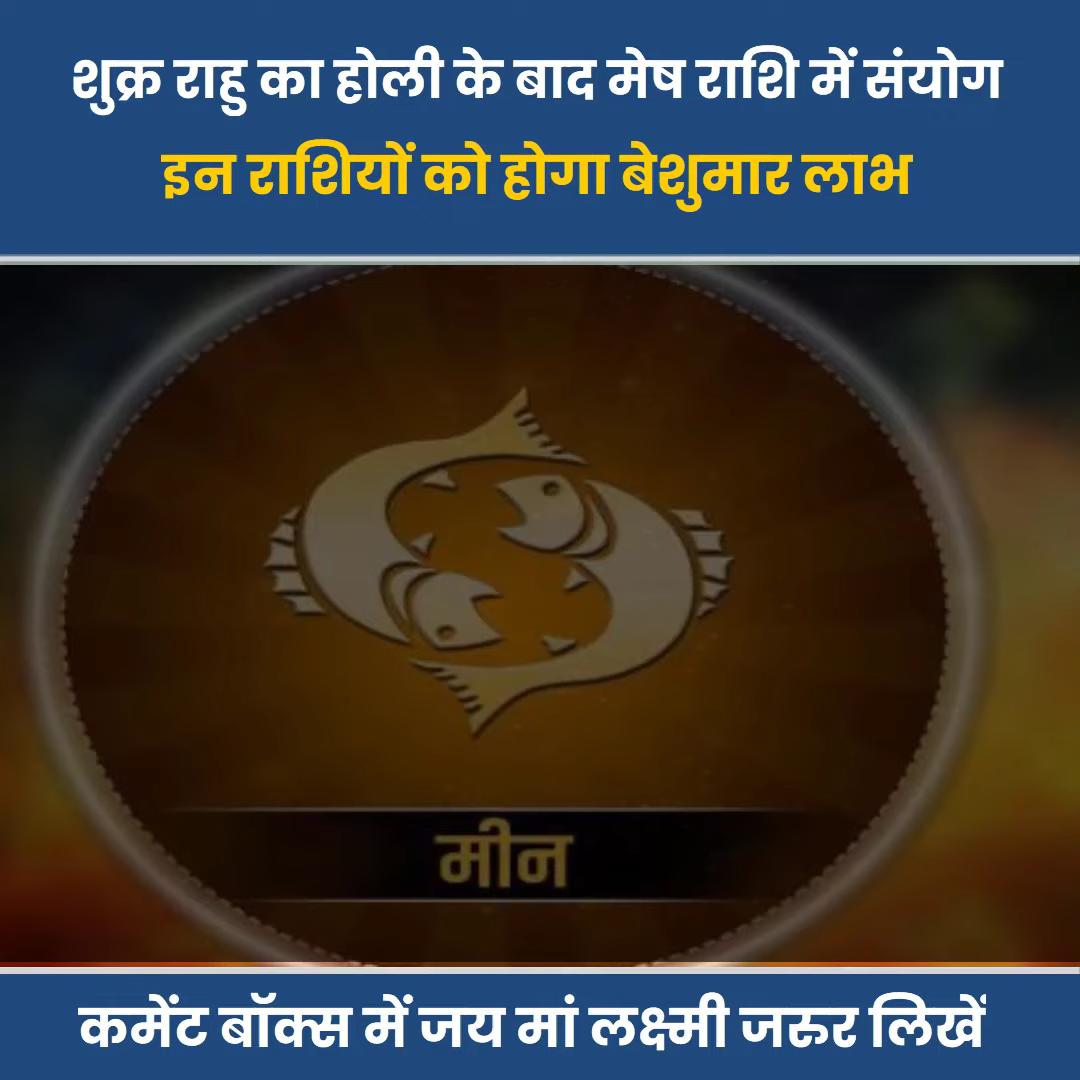 शुक्र राहु का होली के बाद मेष राशि में संयोग
इन राशियों को होगा बेशुमार लाभ
मीन
कमेंट बॉक्स में जय मां लक्ष्मी जरुर लिखें